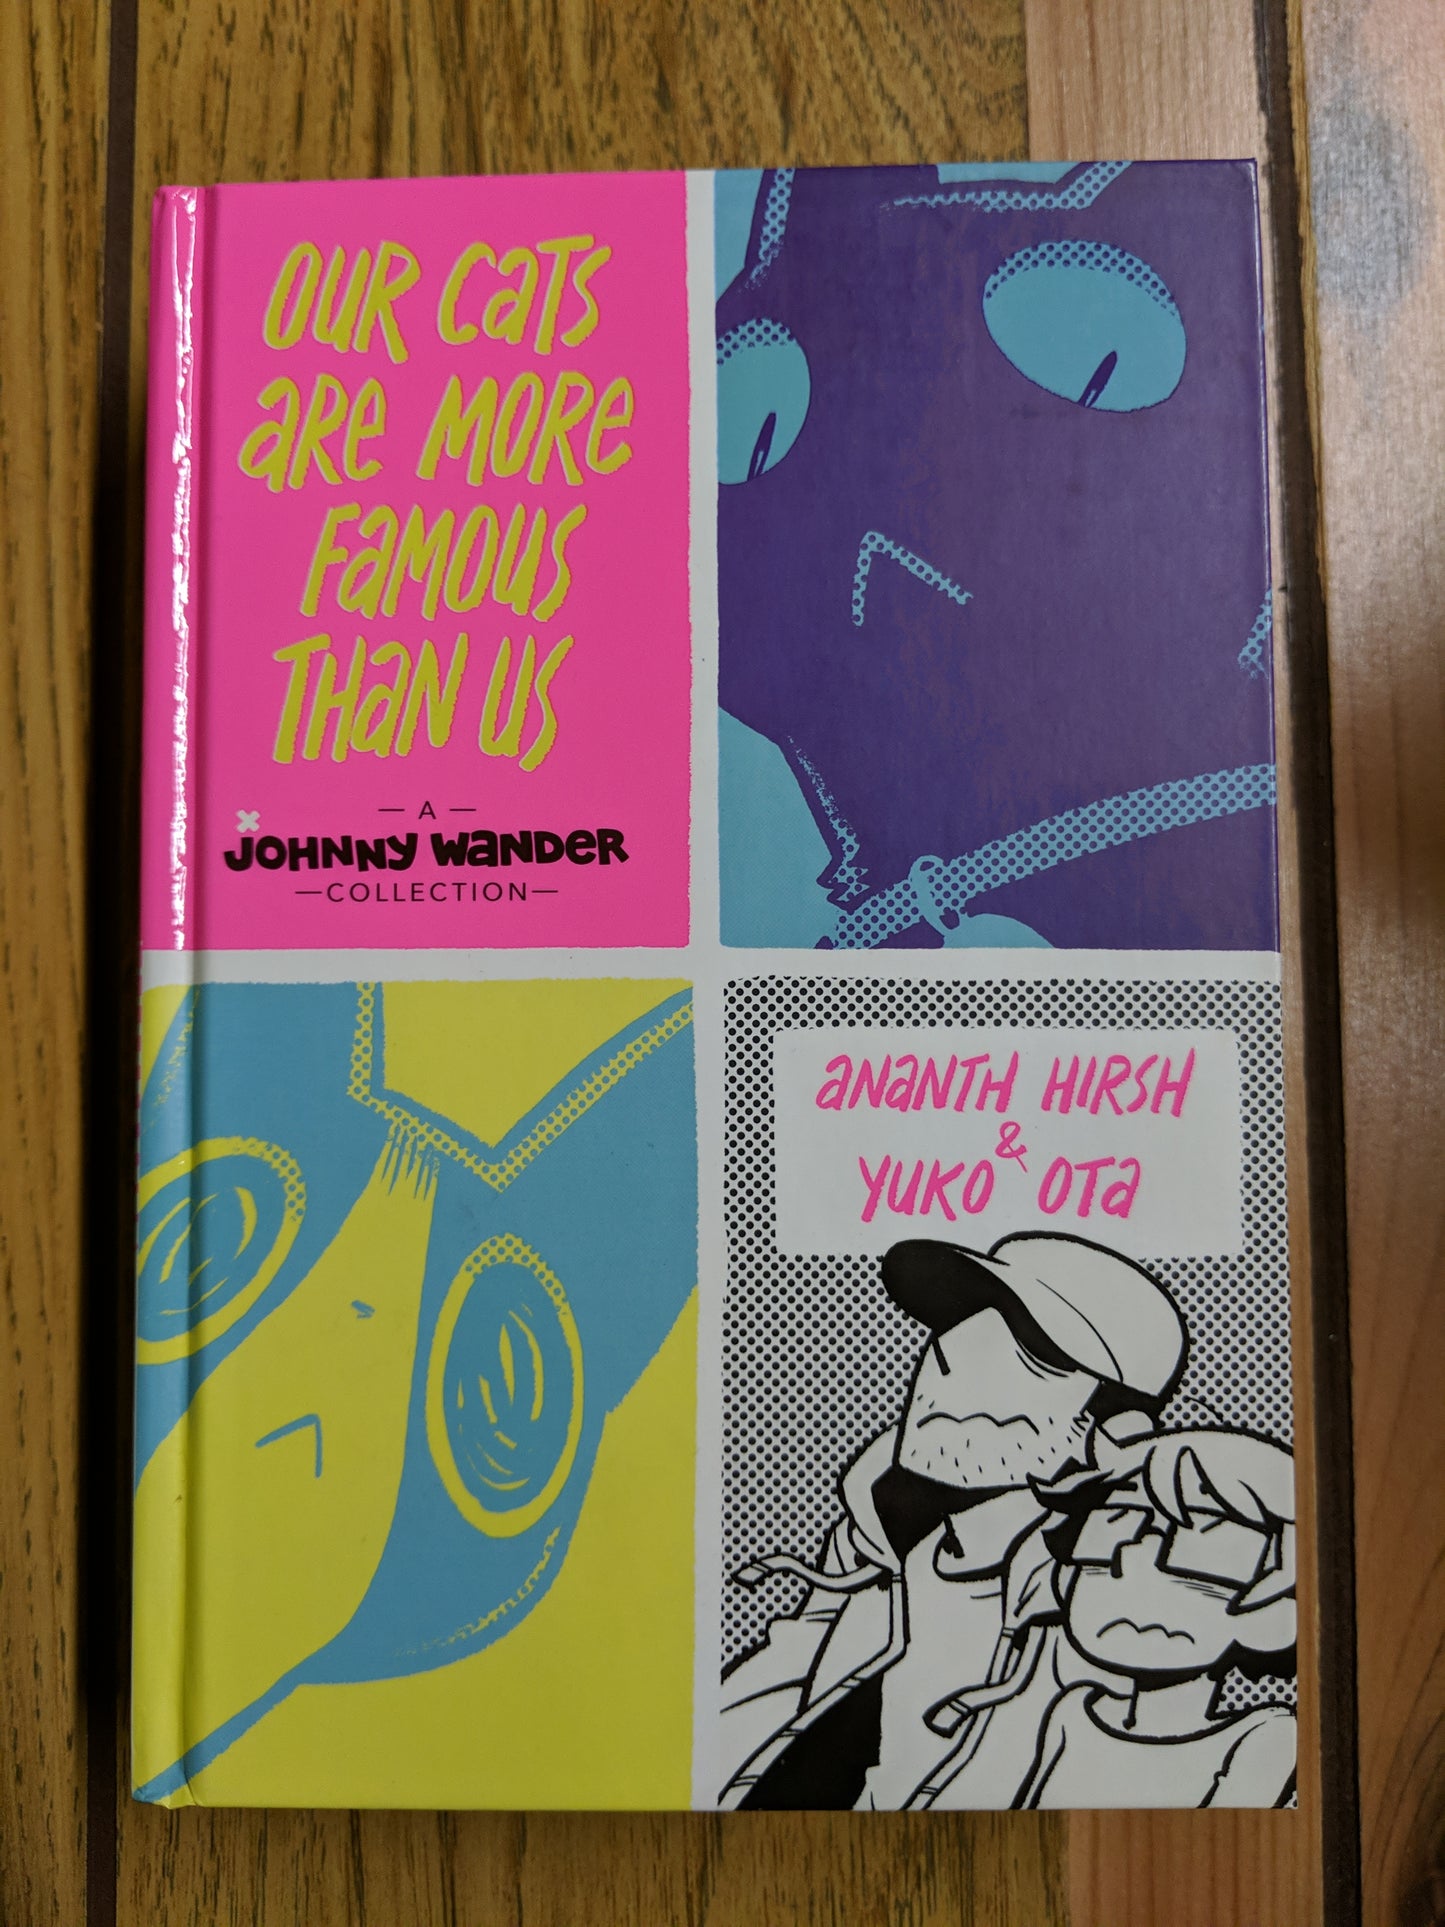 OUR CATS
ARE MORE
FAMOUS
THAN US
— A —
JOHNNY WANDER
—COLLECTION—
ANANTH HIRSH
&
YUKO OTA